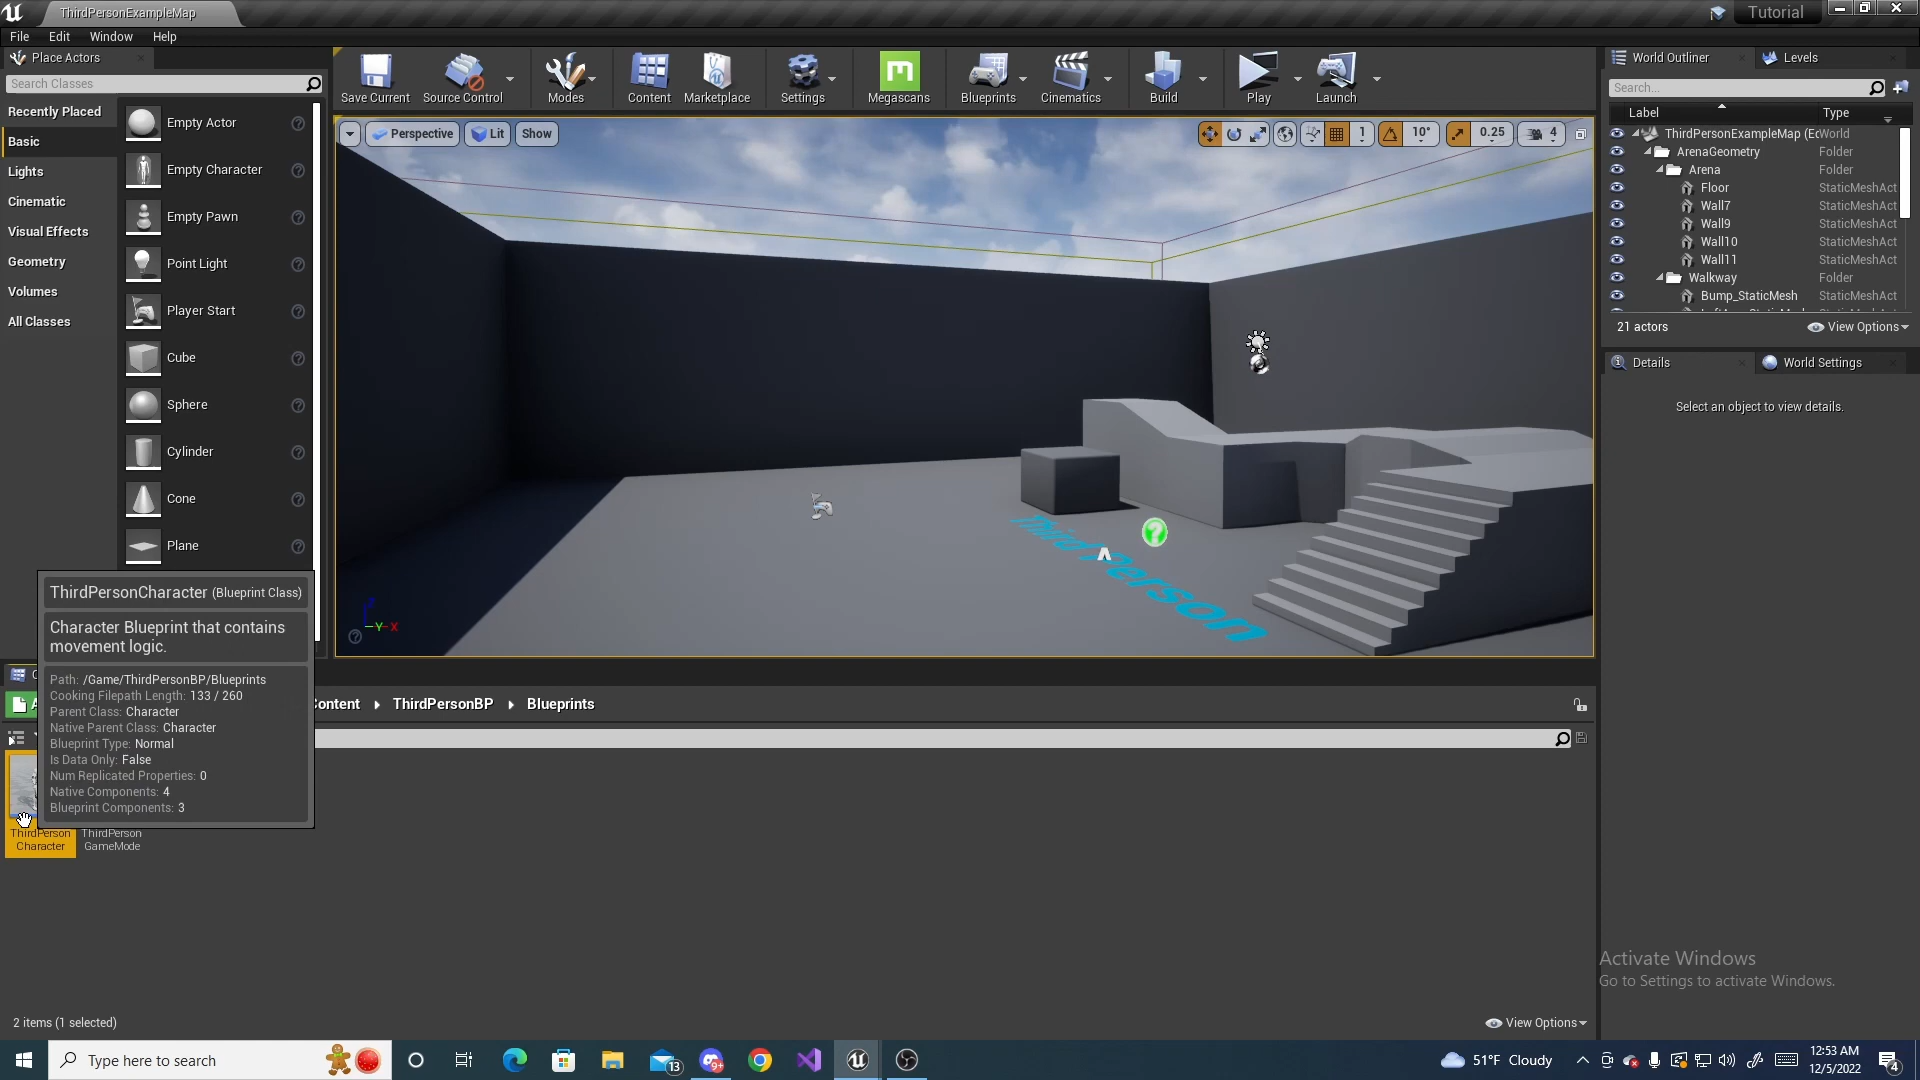 ThirdPersonExampleMap
Tutorial
File Edit Window Help
Place Actors
Search Classes
Recently Placed
Basic
Lights
Cinematic
Visual Effects
Geometry
Volumes
All Classes
Empty Actor
Empty Character
Empty Pawn
Point Light
Player Start
Cube
Sphere
Cylinder
Cone
Plane
Save Current Source Control Modes Content Marketplace Settings Megascans Blueprints Cinematics Build Play Launch
Perspective Lit Show
1 10° 0.25 4
ThirdPerson
World Outliner Levels
Search...
Label Type
ThirdPersonExampleMap (Ed World
ArenaGeometry Folder
Arena Folder
Floor StaticMeshAct
Wall7 StaticMeshAct
Wall9 StaticMeshAct
Wall10 StaticMeshAct
Wall11 StaticMeshAct
Walkway Folder
Bump_StaticMesh StaticMeshAct
21 actors View Options
Details World Settings
Select an object to view details.
ThirdPersonCharacter (Blueprint Class)
Character Blueprint that contains
movement logic.
Path: /Game/ThirdPersonBP/Blueprints
Cooking Filepath Length: 133 / 260
Parent Class: Character
Native Parent Class: Character
Blueprint Type: Normal
Is Data Only: False
Num Replicated Properties: 0
Native Components: 4
Blueprint Components: 3
Content ThirdPersonBP Blueprints
ThirdPerson
Character
ThirdPerson
GameMode
2 items (1 selected)
View Options
Activate Windows
Go to Settings to activate Windows.
Type here to search
13
9+
51°F Cloudy
12:53 AM
12/5/2022
4